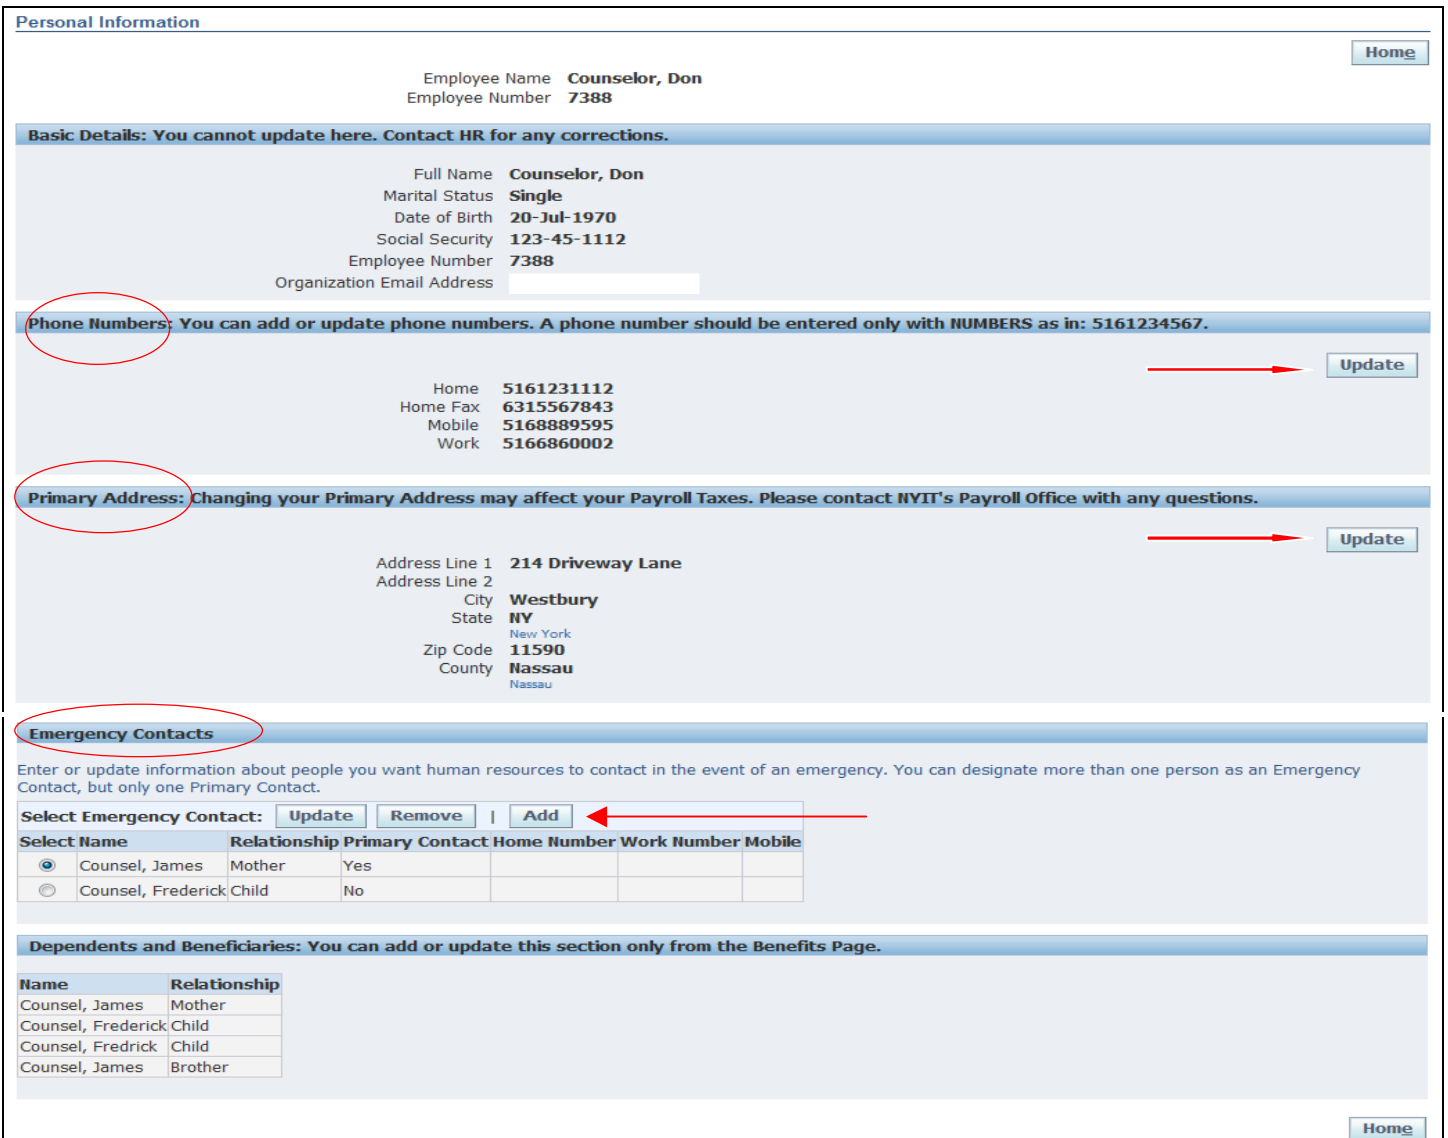 Personal Information
Home
Employee Name Counselor, Don
Employee Number 7388
Basic Details: You cannot update here. Contact HR for any corrections.
Full Name Counselor, Don
Marital Status Single
Date of Birth 20-Jul-1970
Social Security 123-45-1112
Employee Number 7388
Organization Email Address
Phone Numbers: You can add or update phone numbers. A phone number should be entered only with NUMBERS as in: 5161234567.
Update
Home 5161231112
Home Fax 6315567843
Mobile 5168889595
Work 5166860002
Primary Address: Changing your Primary Address may affect your Payroll Taxes. Please contact NYIT's Payroll Office with any questions.
Update
Address Line 1 214 Driveway Lane
Address Line 2
City Westbury
State NY
New York
Zip Code 11590
County Nassau
Nassau
Emergency Contacts
Enter or update information about people you want human resources to contact in the event of an emergency. You can designate more than one person as an Emergency
Contact, but only one Primary Contact.
Select Emergency Contact: Update Remove | Add
Select Name Relationship Primary Contact Home Number Work Number Mobile
Counsel, James Mother Yes
Counsel, Frederick Child No
Dependents and Beneficiaries: You can add or update this section only from the Benefits Page.
Name Relationship
Counsel, James Mother
Counsel, Frederick Child
Counsel, Fredrick Child
Counsel, James Brother
Home